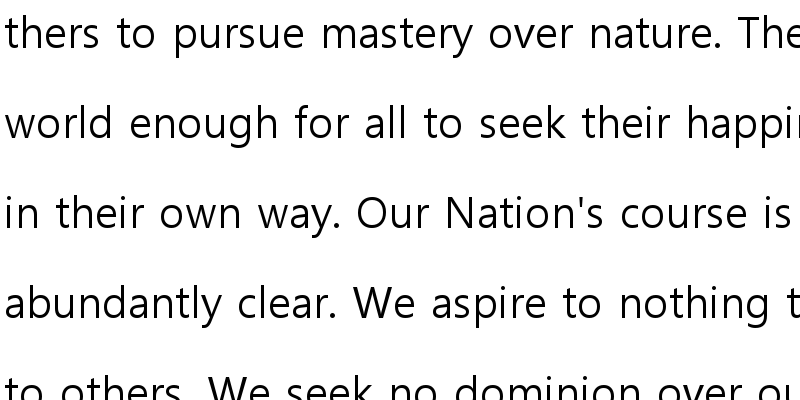 thers to pursue mastery over nature. The
world enough for all to seek their happin
in their own way. Our Nation's course is
abundantly clear. We aspire to nothing t
to others. We seek no dominion over ou